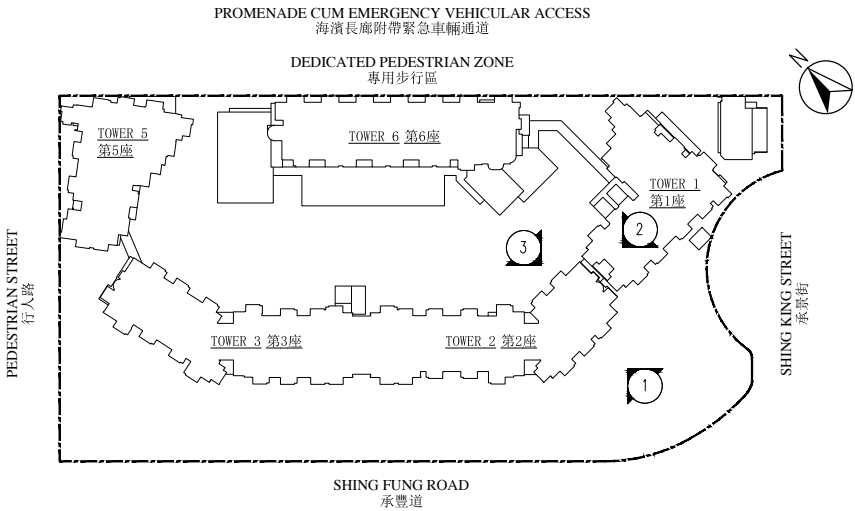 PROMENADE CUM EMERGENCY VEHICULAR ACCESS
海濱長廊附帶緊急車輛通道
DEDICATED PEDESTRIAN ZONE
專用步行區
N
TOWER 5
第5座
TOWER 6 第6座
TOWER 1
第1座
2
3
PEDESTRIAN STREET
行人路
SHING KING STREET
承景街
TOWER 3 第3座
TOWER 2 第2座
1
SHING FUNG ROAD
承豐道